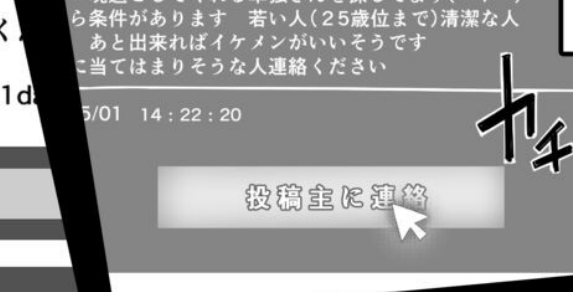 ら条件があります 若い人(25歳位まで)清潔な人
あと出来ればイケメンがいいそうです
に当てはまりそうな人連絡ください
5/01 14:22:20
投稿主に連絡
カチ
1da